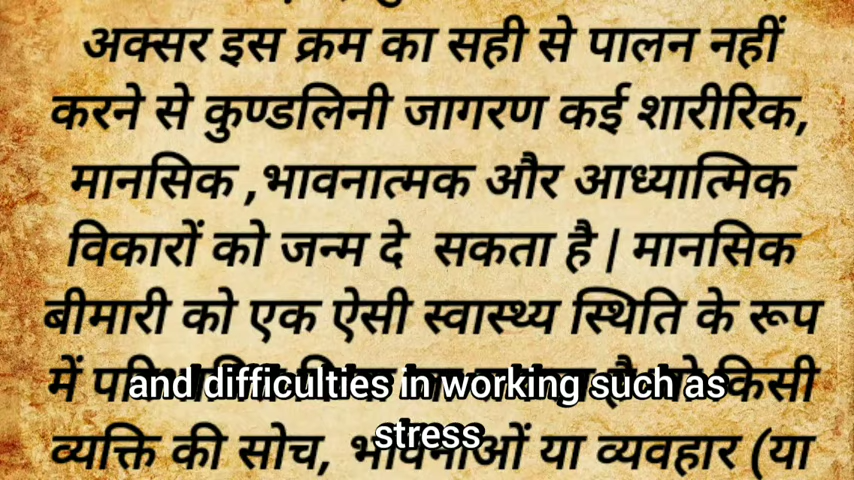 अक्सर इस क्रम का सही से पालन नहीं
करने से कुण्डलिनी जागरण कई शारीरिक,
मानसिक ,भावनात्मक और आध्यात्मिक
विकारों को जन्म दे सकता है | मानसिक
बीमारी को एक ऐसी स्वास्थ्य स्थिति के रूप
में किसी
and difficulties in working such as
stress
व्यक्ति की सोच, भावनाओं या व्यवहार (या